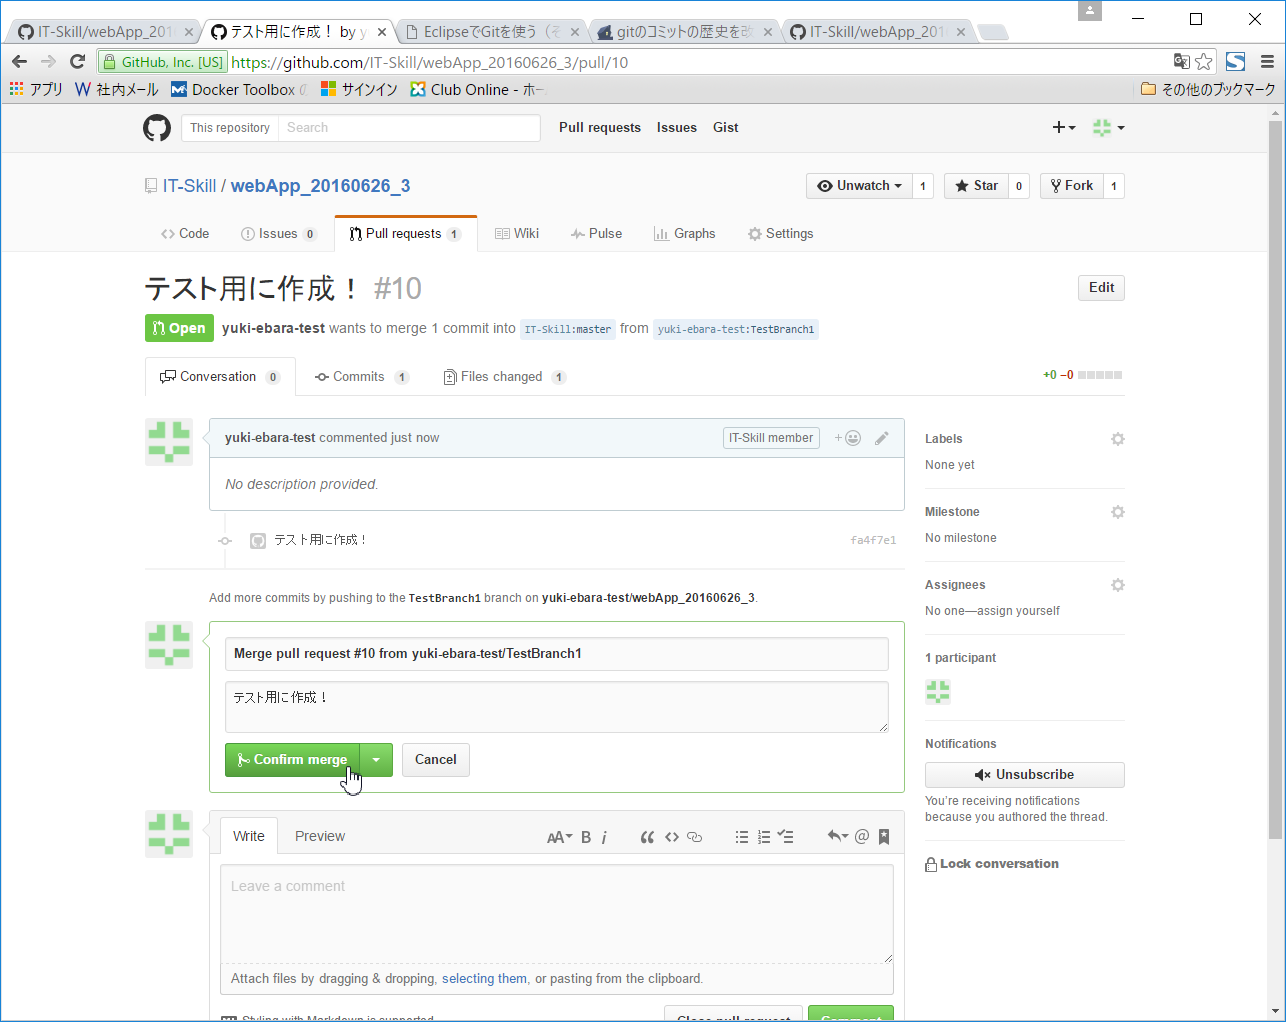 IT-Skill/webApp_201
テスト用に作成！ by y
EclipseでGitを使う（そ
gitのコミットの歴史を改
IT-Skill/webApp_201
GitHub, Inc. [US] https://github.com/IT-Skill/webApp_20160626_3/pull/10
アプリ 社内メール Docker Toolbox サインイン Club Online - ホー その他のブックマーク
This repository Search Pull requests Issues Gist
IT-Skill / webApp_20160626_3 Unwatch 1 Star 0 Fork 1
Code Issues 0 Pull requests 1 Wiki Pulse Graphs Settings
テスト用に作成！ #10 Edit
Open yuki-ebara-test wants to merge 1 commit into IT-Skill:master from yuki-ebara-test:TestBranch1
Conversation 0 Commits 1 Files changed 1 +0 −0
yuki-ebara-test commented just now IT-Skill member
No description provided.
テスト用に作成！ fa4f7e1
Add more commits by pushing to the TestBranch1 branch on yuki-ebara-test/webApp_20160626_3.
Merge pull request #10 from yuki-ebara-test/TestBranch1
テスト用に作成！
Confirm merge Cancel
Write Preview AA B i
Leave a comment
Attach files by dragging & dropping, selecting them, or pasting from the clipboard.
Styling with Markdown is supported Close pull request Comment
Labels
None yet
Milestone
No milestone
Assignees
No one—assign yourself
1 participant
Notifications
Unsubscribe
You're receiving notifications
because you authored the thread.
Lock conversation